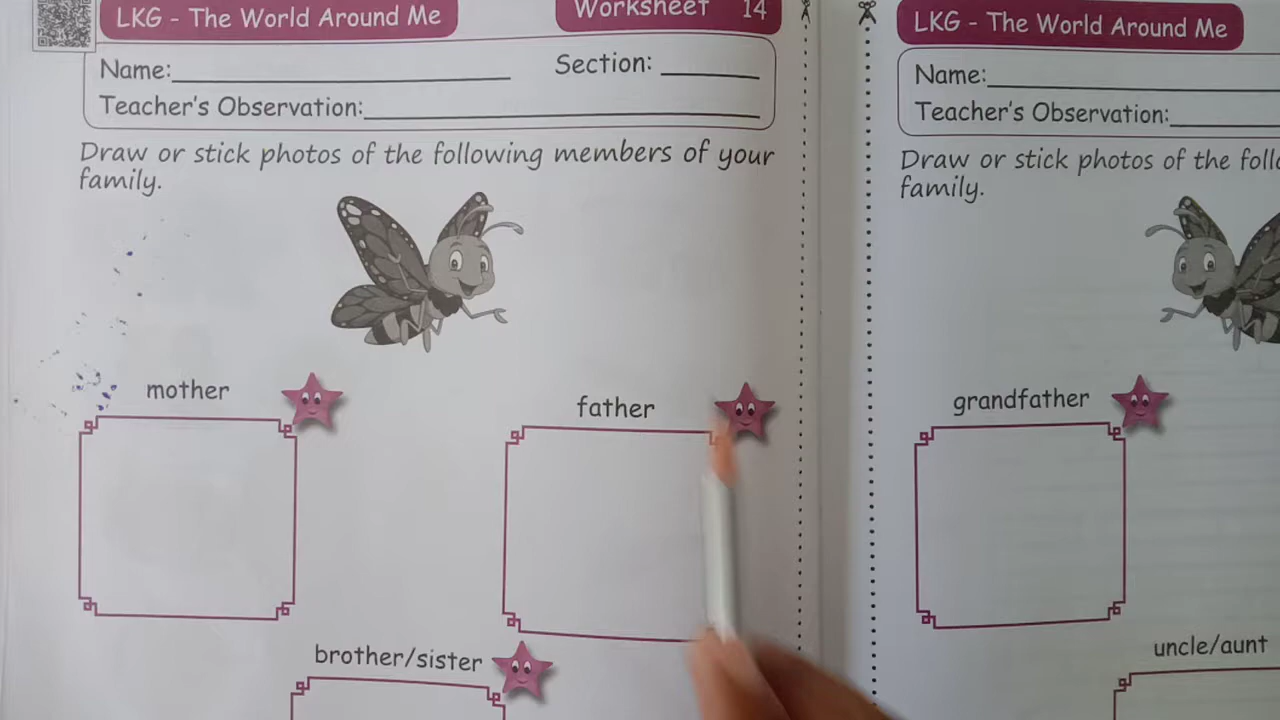 LKG - The World Around Me
Worksheet 14
Name:
Section:
Teacher's Observation:
Draw or stick photos of the following members of your
family.
mother
father
brother/sister
LKG - The World Around Me
Name:
Teacher's Observation:
Draw or stick photos of the
family.
grandfather
uncle/aunt